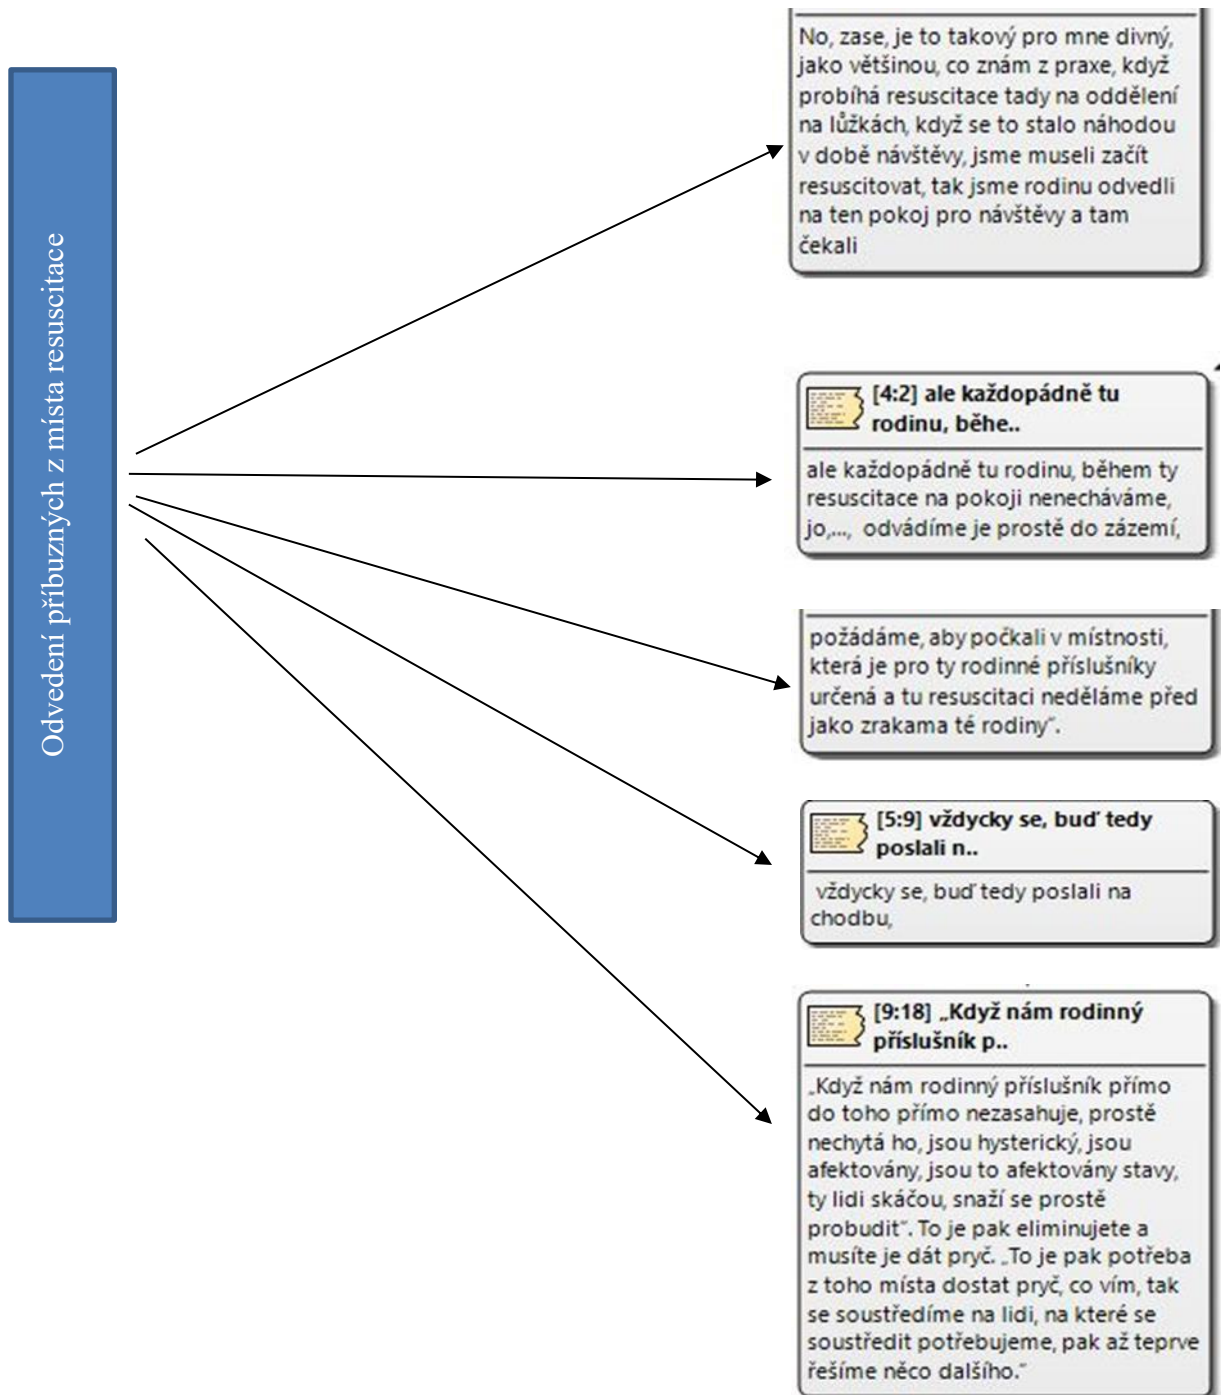 Odvedení příbuzných z místa resuscitace
No, zase, je to takový pro mne divný,
jako většinou, co znám z praxe, když
probíhá resuscitace tady na oddělení
na lůžkách, když se to stalo náhodou
v době návštěvy, jsme museli začít
resuscitovat, tak jsme rodinu odvedli
na ten pokoj pro návštěvy a tam
čekali
[4:2] ale každopádně tu
rodinu, běhe..
ale každopádně tu rodinu, během ty
resuscitace na pokoji nenecháváme,
jo,..., odvádíme je prostě do zázemí,
požádáme, aby počkali v místnosti,
která je pro ty rodinné příslušníky
určená a tu resuscitaci neděláme před
jako zrakama té rodiny“.
[5:9] vždycky se, buď tedy
poslali n..
vždycky se, buď tedy poslali na
chodbu,
[9:18] „Když nám rodinný
příslušník p..
„Když nám rodinný příslušník přímo
do toho přímo nezasahuje, prostě
nechytá ho, jsou hysterický, jsou
afektovány, jsou to afektovány stavy,
ty lidi skáčou, snaží se prostě
probudit“. To je pak eliminujete a
musíte je dát pryč. „To je pak potřeba
z toho místa dostat pryč, co vím, tak
se soustředíme na lidi, na které se
soustředit potřebujeme, pak až teprve
řešíme něco dalšího.“